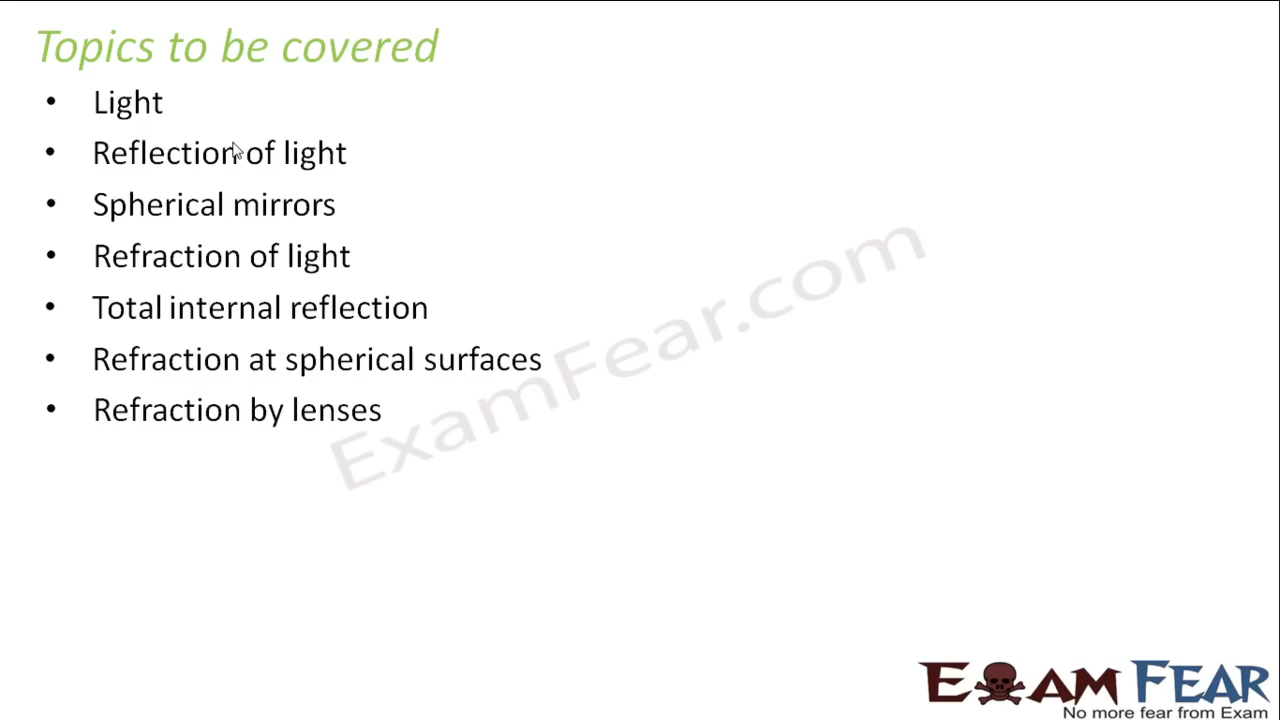 Topics to be covered
• Light
• Reflection of light
• Spherical mirrors
• Refraction of light
• Total internal reflection
• Refraction at spherical surfaces
• Refraction by lenses
ExamFear.com
EXAM FEAR
No more fear from Exam